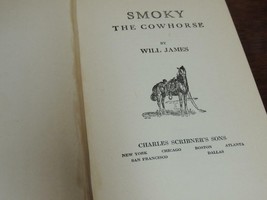 SMOKY
THE COWHORSE
BY
WILL JAMES
CHARLES SCRIBNER'S SONS
NEW YORK CHICAGO BOSTON ATLANTA
SAN FRANCISCO DALLAS